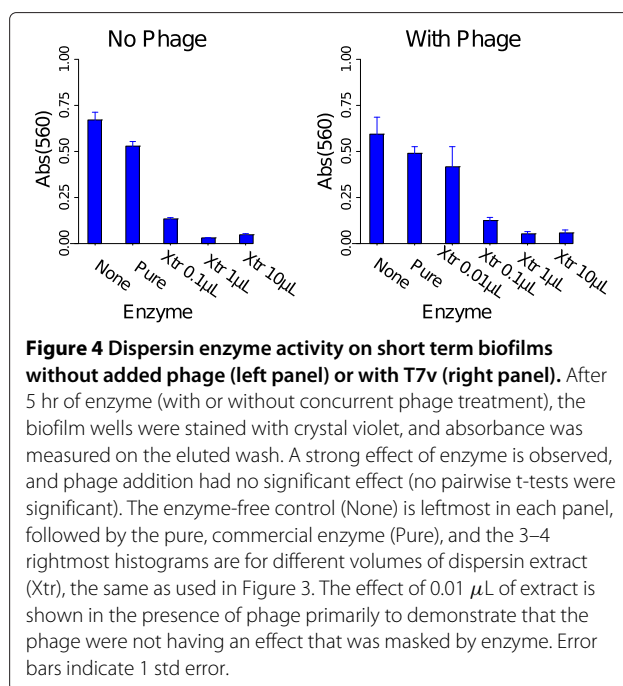 No Phage
With Phage
Abs(560)
0.00 0.25 0.50 0.75 1.00
None
Pure
Xtr 0.1μL
Xtr 1μL
Xtr 10μL
Enzyme
Abs(560)
0.00 0.25 0.50 0.75 1.00
None
Pure
Xtr 0.01μL
Xtr 0.1μL
Xtr 1μL
Xtr 10μL
Enzyme
Figure 4 Dispersin enzyme activity on short term biofilms
without added phage (left panel) or with T7v (right panel). After
5 hr of enzyme (with or without concurrent phage treatment), the
biofilm wells were stained with crystal violet, and absorbance was
measured on the eluted wash. A strong effect of enzyme is observed,
and phage addition had no significant effect (no pairwise t-tests were
significant). The enzyme-free control (None) is leftmost in each panel,
followed by the pure, commercial enzyme (Pure), and the 3–4
rightmost histograms are for different volumes of dispersin extract
(Xtr), the same as used in Figure 3. The effect of 0.01 μL of extract is
shown in the presence of phage primarily to demonstrate that the
phage were not having an effect that was masked by enzyme. Error
bars indicate 1 std error.